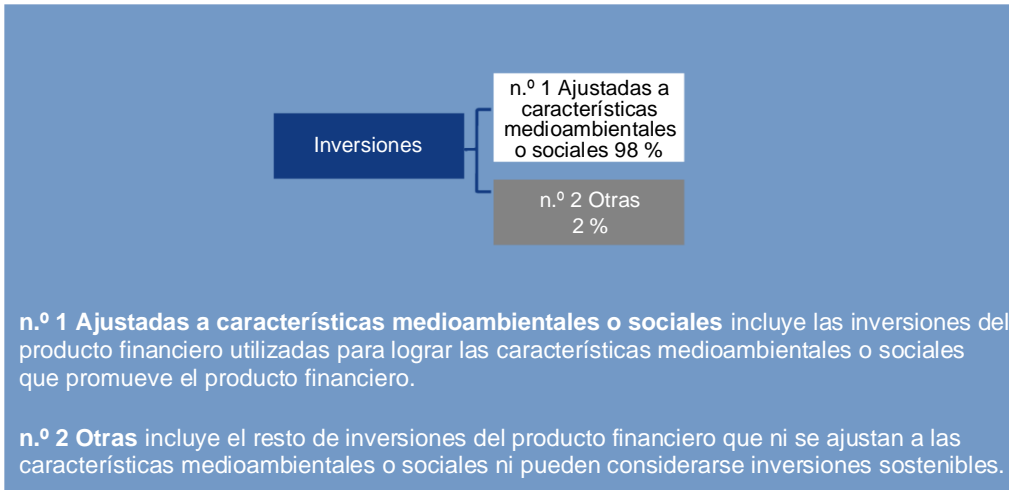 Inversiones
n.º 1 Ajustadas a
características
medioambientales
o sociales 98 %
n.º 2 Otras
2 %
n.º 1 Ajustadas a características medioambientales o sociales incluye las inversiones del
producto financiero utilizadas para lograr las características medioambientales o sociales
que promueve el producto financiero.
n.º 2 Otras incluye el resto de inversiones del producto financiero que ni se ajustan a las
características medioambientales o sociales ni pueden considerarse inversiones sostenibles.